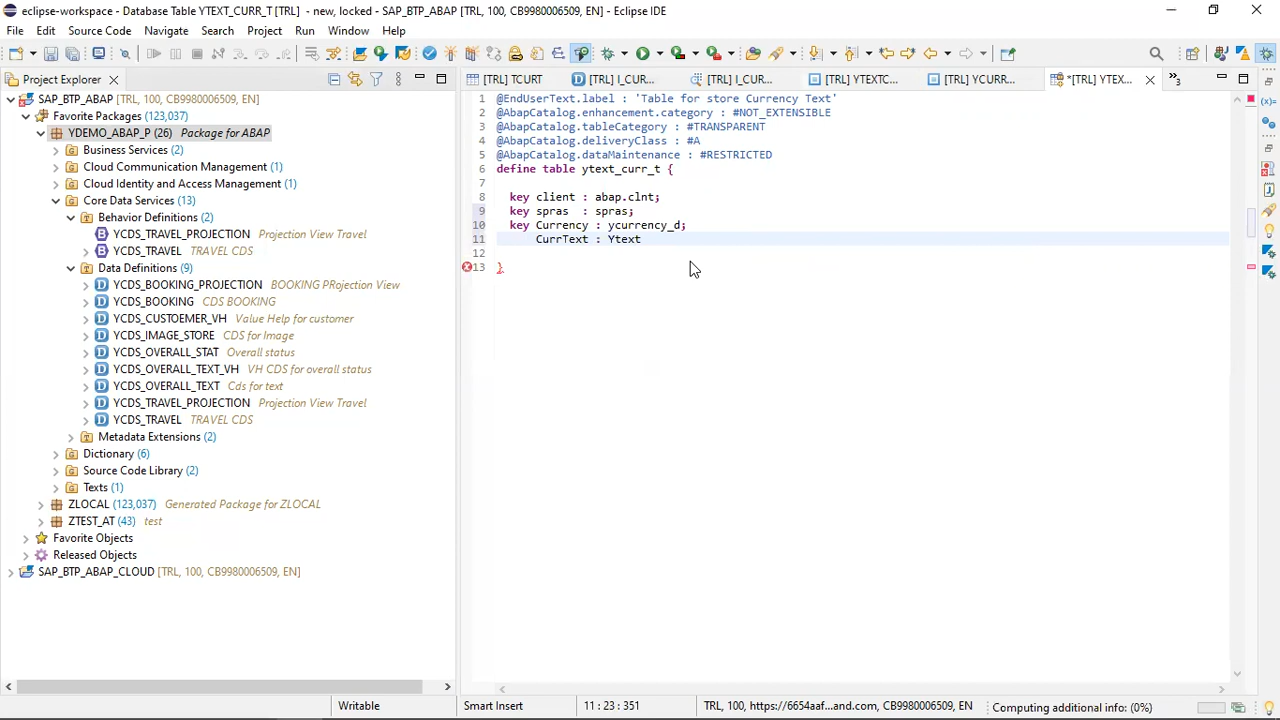 eclipse-workspace - Database Table YTEXT_CURR_T [TRL] - new, locked - SAP_BTP_ABAP [TRL, 100, CB9980006509, EN] - Eclipse IDE
File Edit Source Code Navigate Search Project Run Window Help
Project Explorer
[TRL] TCURT [TRL] I_CUR... [TRL] I_CUR... [TRL] YTEXTC... [TRL] YCURR... *[TRL] YTEX... 3
SAP_BTP_ABAP [TRL, 100, CB9980006509, EN]
Favorite Packages (123,037)
YDEMO_ABAP_P (26) Package for ABAP
Business Services (2)
Cloud Communication Management (1)
Cloud Identity and Access Management (1)
Core Data Services (13)
Behavior Definitions (2)
YCDS_TRAVEL_PROJECTION Projection View Travel
YCDS_TRAVEL TRAVEL CDS
Data Definitions (9)
YCDS_BOOKING_PROJECTION BOOKING PRojection View
YCDS_BOOKING CDS BOOKING
YCDS_CUSTOEMER_VH Value Help for customer
YCDS_IMAGE_STORE CDS for Image
YCDS_OVERALL_STAT Overall status
YCDS_OVERALL_TEXT_VH VH CDS for overall status
YCDS_OVERALL_TEXT Cds for text
YCDS_TRAVEL_PROJECTION Projection View Travel
YCDS_TRAVEL TRAVEL CDS
Metadata Extensions (2)
Dictionary (6)
Source Code Library (2)
Texts (1)
ZLOCAL (123,037) Generated Package for ZLOCAL
ZTEST_AT (43) test
Favorite Objects
Released Objects
SAP_BTP_ABAP_CLOUD [TRL, 100, CB9980006509, EN]
1 @EndUserText.label : 'Table for store Currency Text'
2 @AbapCatalog.enhancement.category : #NOT_EXTENSIBLE
3 @AbapCatalog.tableCategory : #TRANSPARENT
4 @AbapCatalog.deliveryClass : #A
5 @AbapCatalog.dataMaintenance : #RESTRICTED
6 define table ytext_curr_t {
7
8 key client : abap.clnt;
9 key spras : spras;
10 key Currency : ycurrency_d;
11 CurrText : Ytext
12
13 }
Writable Smart Insert 11 : 23 : 351 TRL, 100, https://6654aaf...and.com, CB9980006509, EN Computing additional info: (0%)